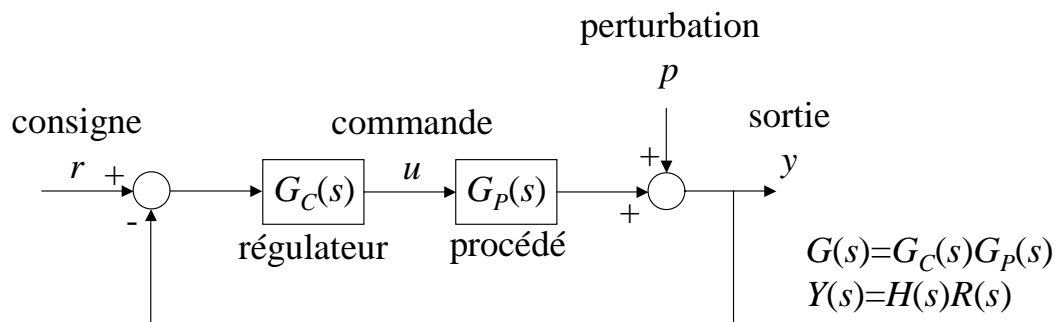 perturbation
p
consigne
commande
sortie
r
+
G_C(s)
u
G_P(s)
+
y
-
+
régulateur
procédé
G(s)=G_C(s)G_P(s)
Y(s)=H(s)R(s)